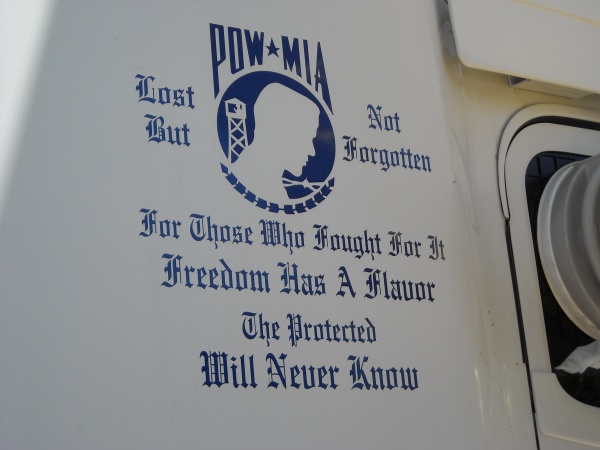 POW★MIA
Lost But
Not Forgotten
For Those Who Fought For It
Freedom Has A Flavor
The Protected
Will Never Know